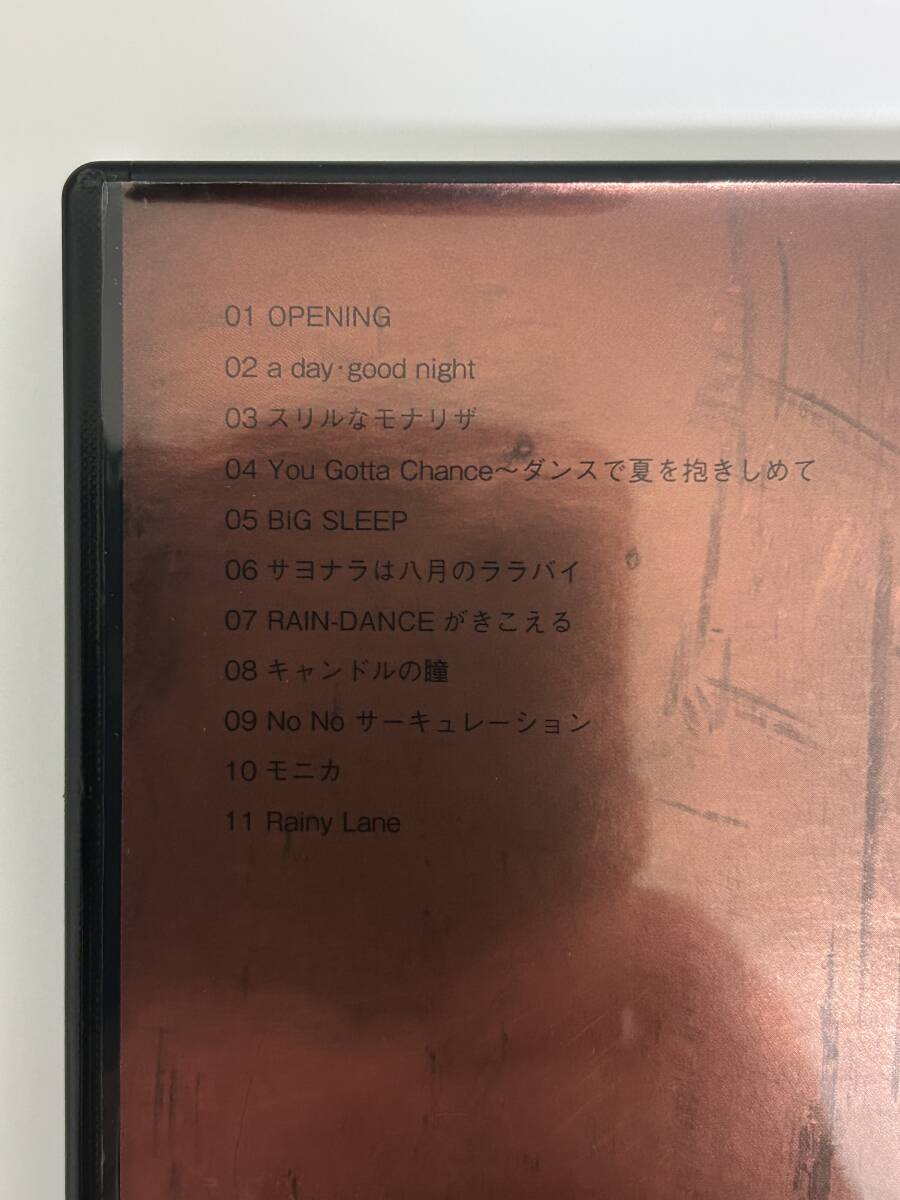 01 OPENING
02 a day·good night
03 スリルなモナリザ
04 You Gotta Chance～ダンスで夏を抱きしめて
05 BIG SLEEP
06 サヨナラは八月のララバイ
07 RAIN-DANCE がきこえる
08 キャンドルの瞳
09 No No サーキュレーション
10 モニカ
11 Rainy Lane